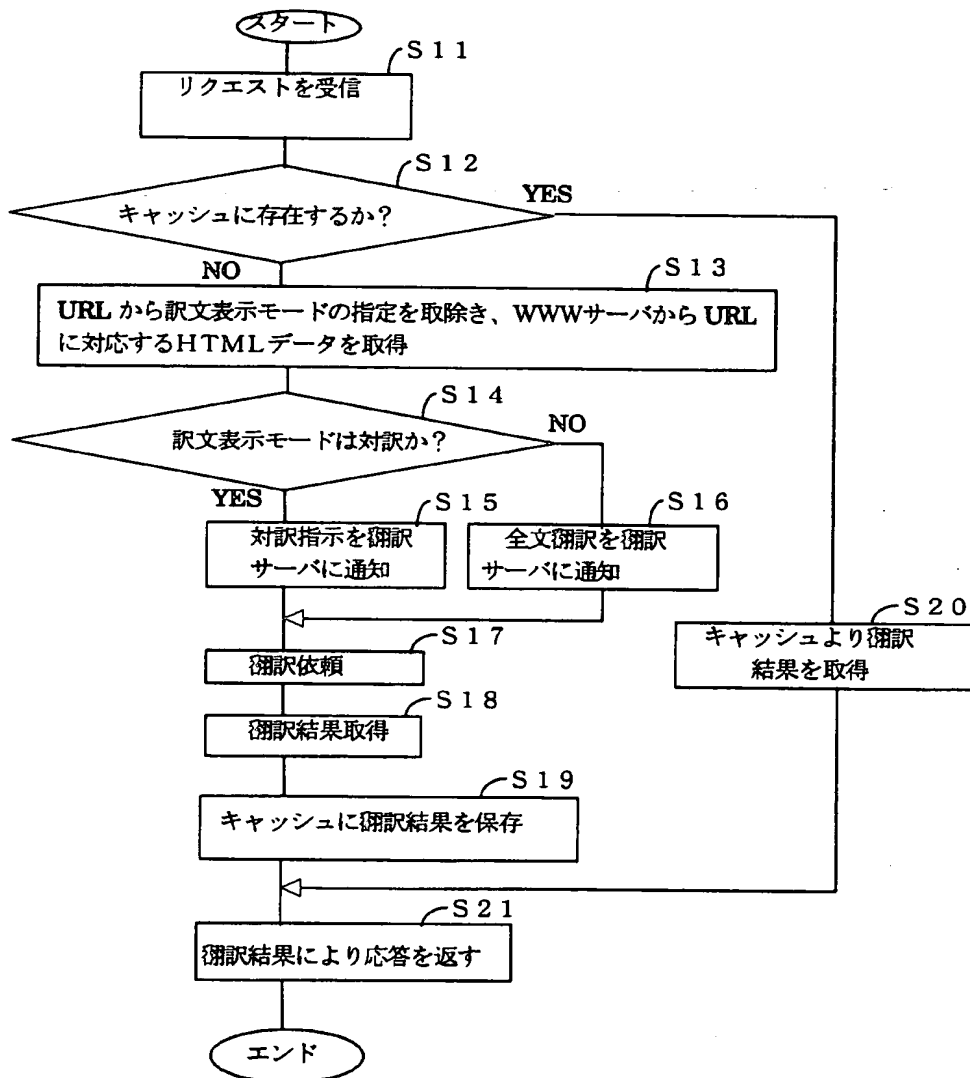 スタート
S11
リクエストを受信
S12
キャッシュに存在するか？
YES
NO
S13
URLから訳文表示モードの指定を取除き、WWWサーバからURL
に対応するHTMLデータを取得
S14
訳文表示モードは対訳か？
NO
YES
S15
対訳指示を翻訳
サーバに通知
S16
全文翻訳を翻訳
サーバに通知
S17
翻訳依頼
S18
翻訳結果取得
S19
キャッシュに翻訳結果を保存
S20
キャッシュより翻訳
結果を取得
S21
翻訳結果により応答を返す
エンド